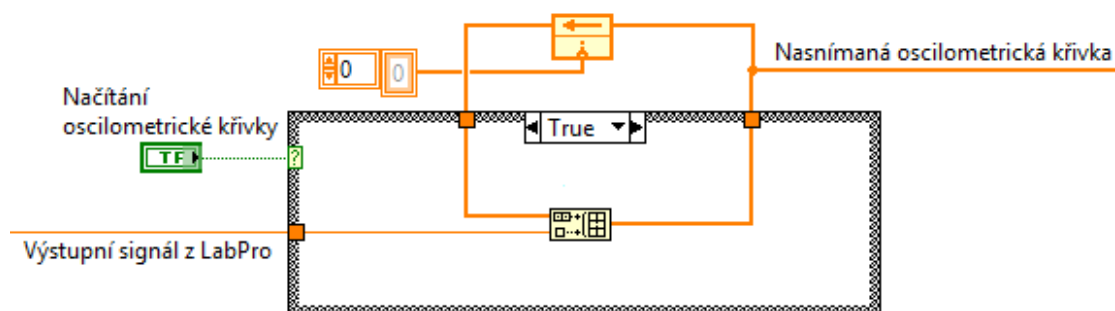 0
0
Nasnímaná oscilometrická křivka
Načítání
oscilometrické křivky
True
TF
?
i
Výstupní signál z LabPro